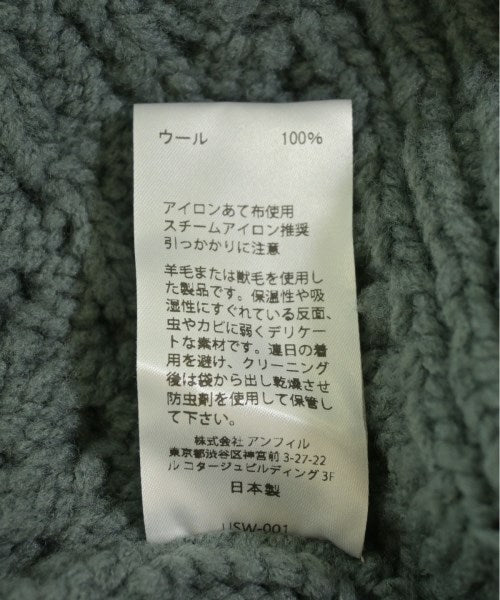 ウール 100%
アイロンあて布使用
スチームアイロン推奨
引っかかりに注意
羊毛または獣毛を使用し
た製品です。保温性や吸
湿性にすぐれている反面、
虫やカビに弱くデリケー
トな素材です。連日の着
用を避け、クリーニング
後は袋から出し乾燥させ
防虫剤を使用して保管し
て下さい。
株式会社 アンフィル
東京都渋谷区神宮前 3-27-22
ル コタージュビルディング 3F
日本製
USW-001